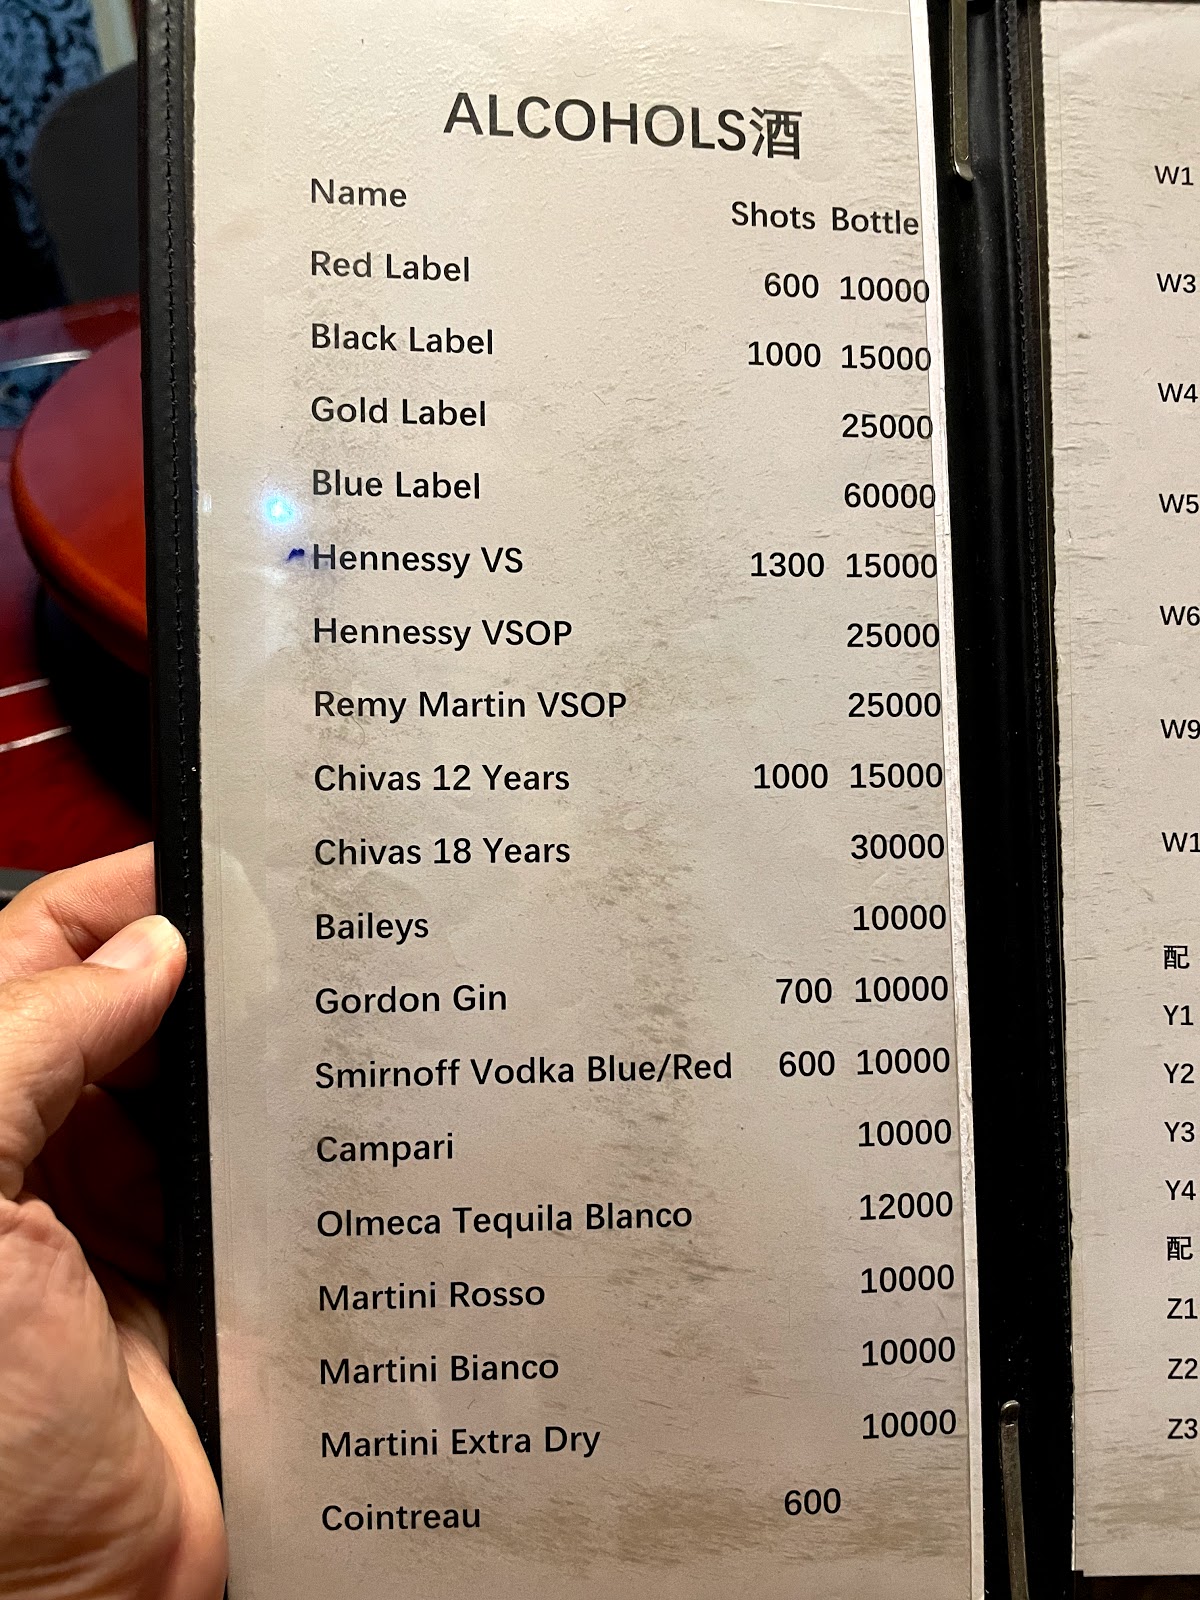 ALCOHOLS酒
Name Shots Bottle
Red Label 600 10000
Black Label 1000 15000
Gold Label 25000
Blue Label 60000
Hennessy VS 1300 15000
Hennessy VSOP 25000
Remy Martin VSOP 25000
Chivas 12 Years 1000 15000
Chivas 18 Years 30000
Baileys 10000
Gordon Gin 700 10000
Smirnoff Vodka Blue/Red 600 10000
Campari 10000
Olmeca Tequila Blanco 12000
Martini Rosso 10000
Martini Bianco 10000
Martini Extra Dry 10000
Cointreau 600
W1
W3
W4
W5
W6
W9
W1
配
Y1
Y2
Y3
Y4
配
Z1
Z2
Z3